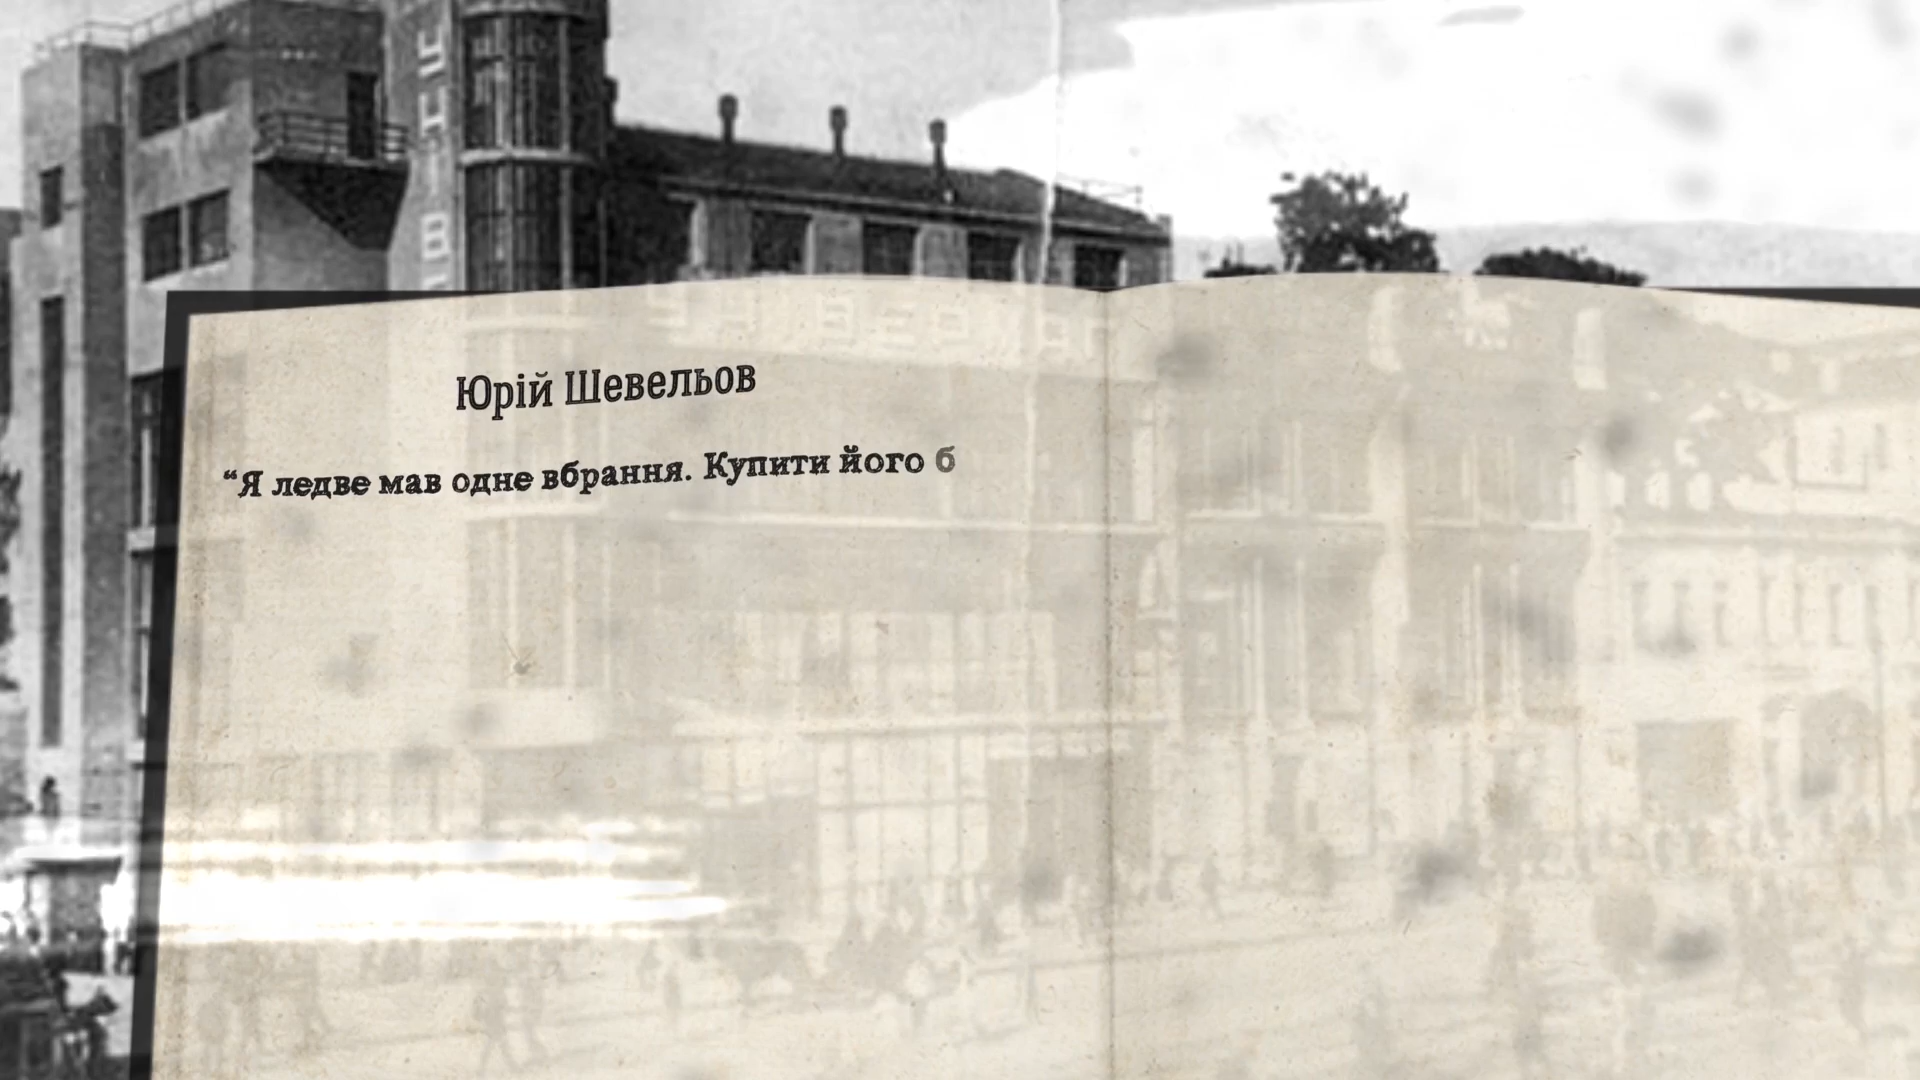 Юрій Шевельов
“Я ледве мав одне вбрання. Купити його б